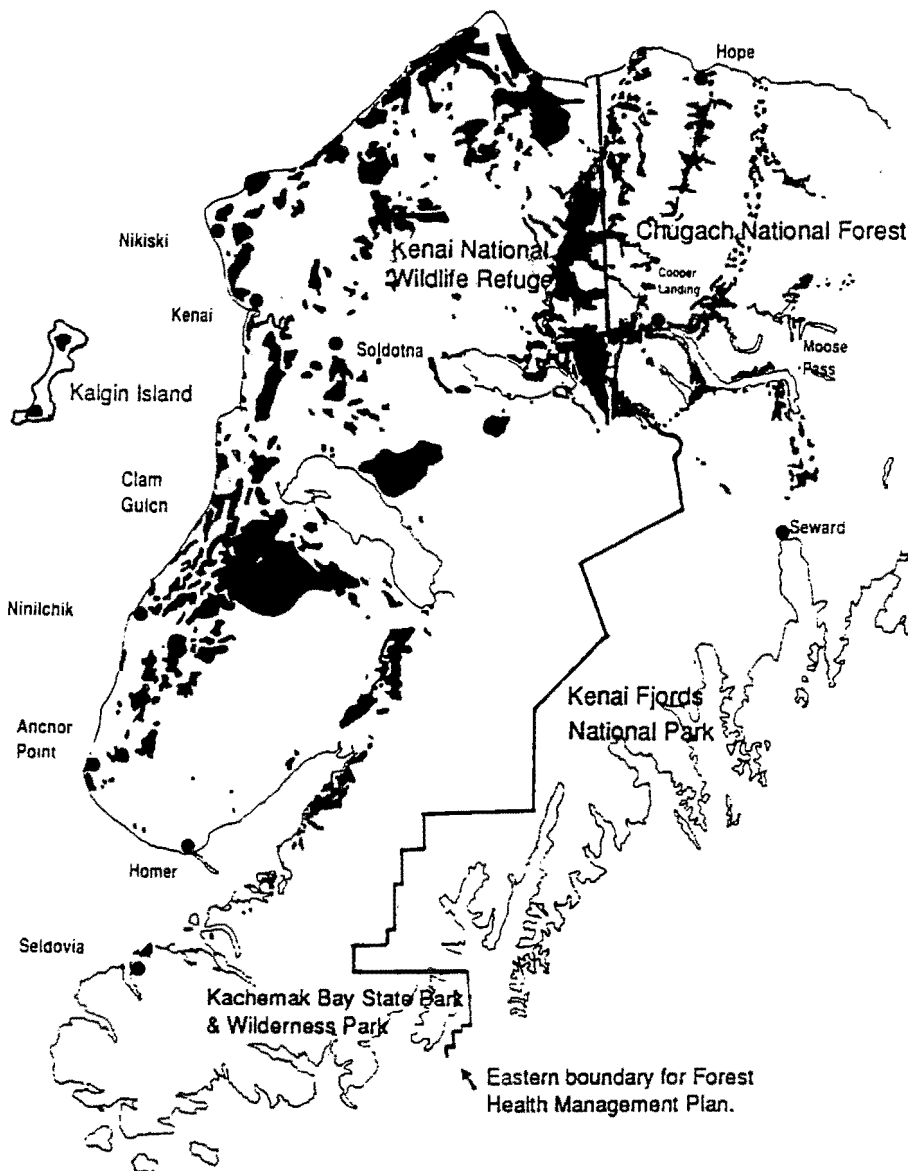 Hope
Nikiski
Kenai National
Wildlife Refuge
Chugach National Forest
Cooper
Landing
Kenai
Soldotna
Moose
Pass
Kalgin Island
Clam
Gulcn
Seward
Ninilchik
Kenai Fjords
National Park
Ancnor
Point
Homer
Seldovia
Kachemak Bay State Park
& Wilderness Park
Eastern boundary for Forest
Health Management Plan.